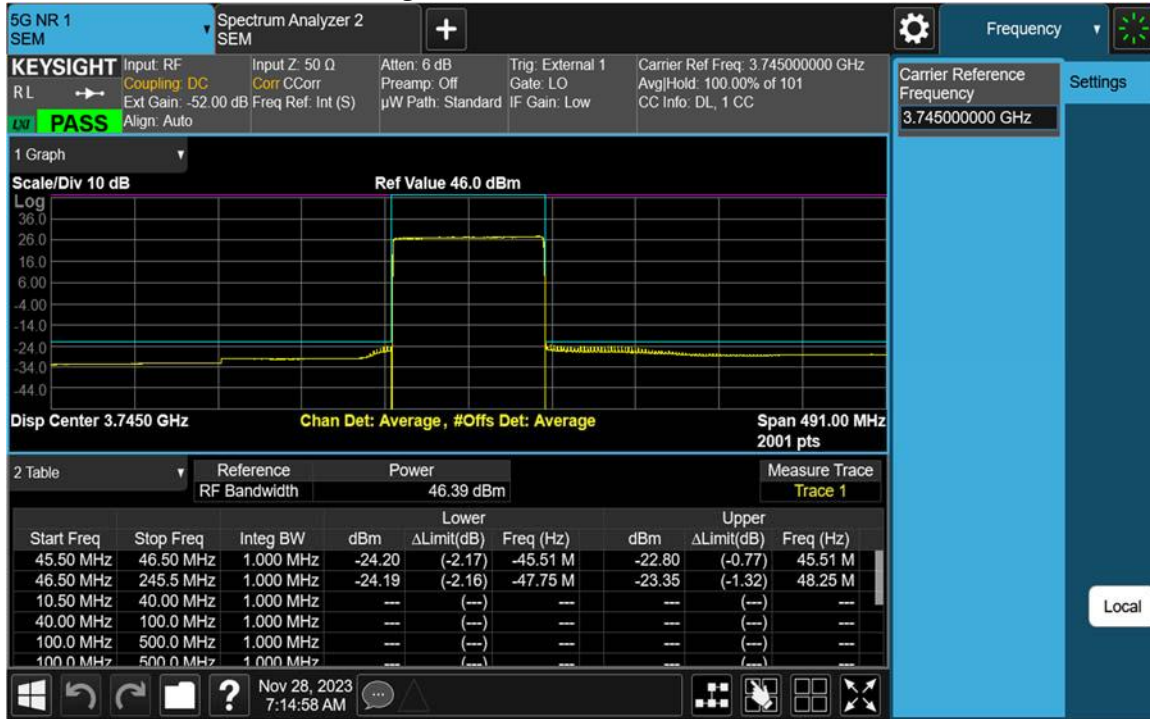 5G NR 1
SEM
Spectrum Analyzer 2
SEM
+
Frequency
KEYSIGHT
RL
LXI PASS
Input: RF
Coupling: DC
Ext Gain: -52.00 dB
Align: Auto
Input Z: 50 Ω
Corr CCorr
Freq Ref: Int (S)
Atten: 6 dB
Preamp: Off
µW Path: Standard
Trig: External 1
Gate: LO
IF Gain: Low
Carrier Ref Freq: 3.745000000 GHz
Avg|Hold: 100.00% of 101
CC Info: DL, 1 CC
Carrier Reference
Frequency
3.745000000 GHz
Settings
1 Graph
Scale/Div 10 dB Ref Value 46.0 dBm
Log
36.0
26.0
16.0
6.00
-4.00
-14.0
-24.0
-34.0
-44.0
Disp Center 3.7450 GHz Chan Det: Average, #Offs Det: Average Span 491.00 MHz
2001 pts
2 Table Reference Power Measure Trace
RF Bandwidth 46.39 dBm Trace 1
Lower Upper
Start Freq Stop Freq Integ BW dBm ΔLimit(dB) Freq (Hz) dBm ΔLimit(dB) Freq (Hz)
45.50 MHz 46.50 MHz 1.000 MHz -24.20 (-2.17) -45.51 M -22.80 (-0.77) 45.51 M
46.50 MHz 245.5 MHz 1.000 MHz -24.19 (-2.16) -47.75 M -23.35 (-1.32) 48.25 M
10.50 MHz 40.00 MHz 1.000 MHz --- (---) --- --- (---) ---
40.00 MHz 100.0 MHz 1.000 MHz --- (---) --- --- (---) ---
100.0 MHz 500.0 MHz 1.000 MHz --- (---) --- --- (---) ---
100.0 MHz 500.0 MHz 1.000 MHz --- (---) --- --- (---) ---
Local
? Nov 28, 2023
7:14:58 AM